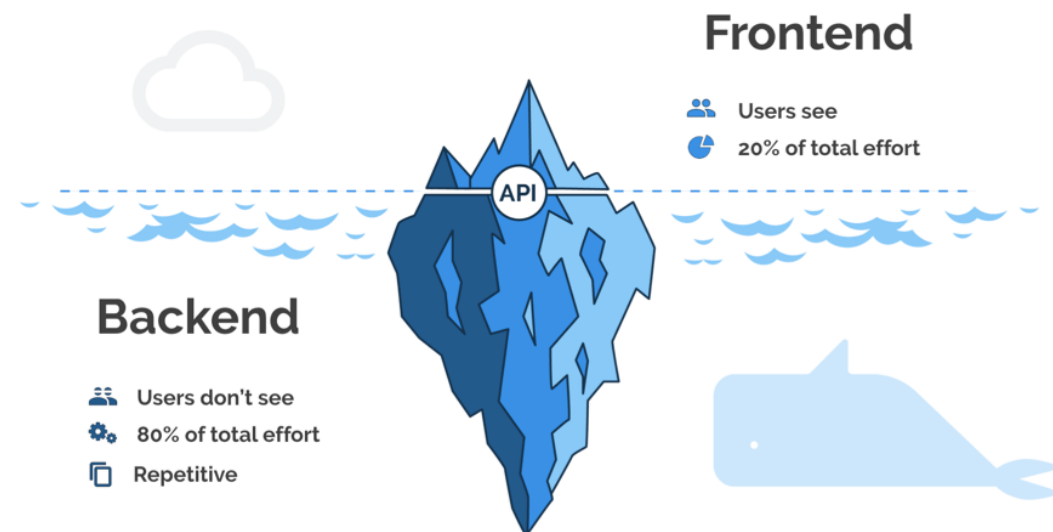 Frontend
Users see
20% of total effort
API
Backend
Users don’t see
80% of total effort
Repetitive